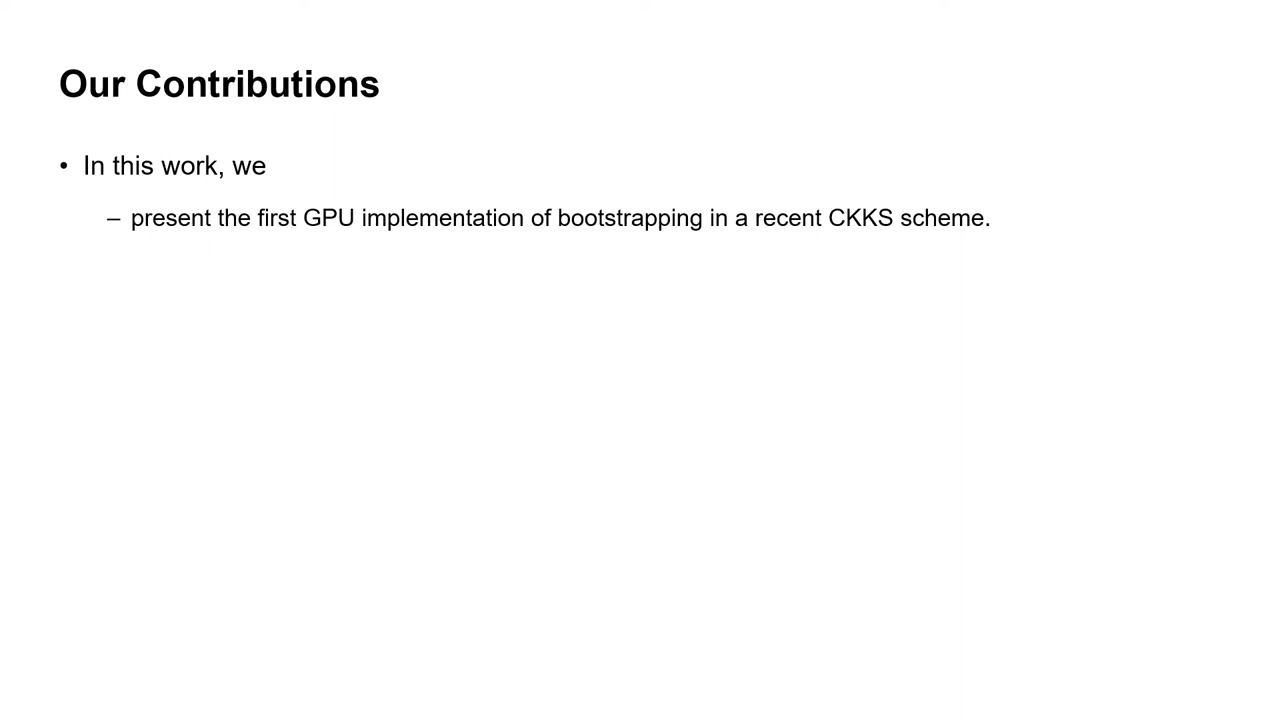 Our Contributions
• In this work, we
– present the first GPU implementation of bootstrapping in a recent CKKS scheme.